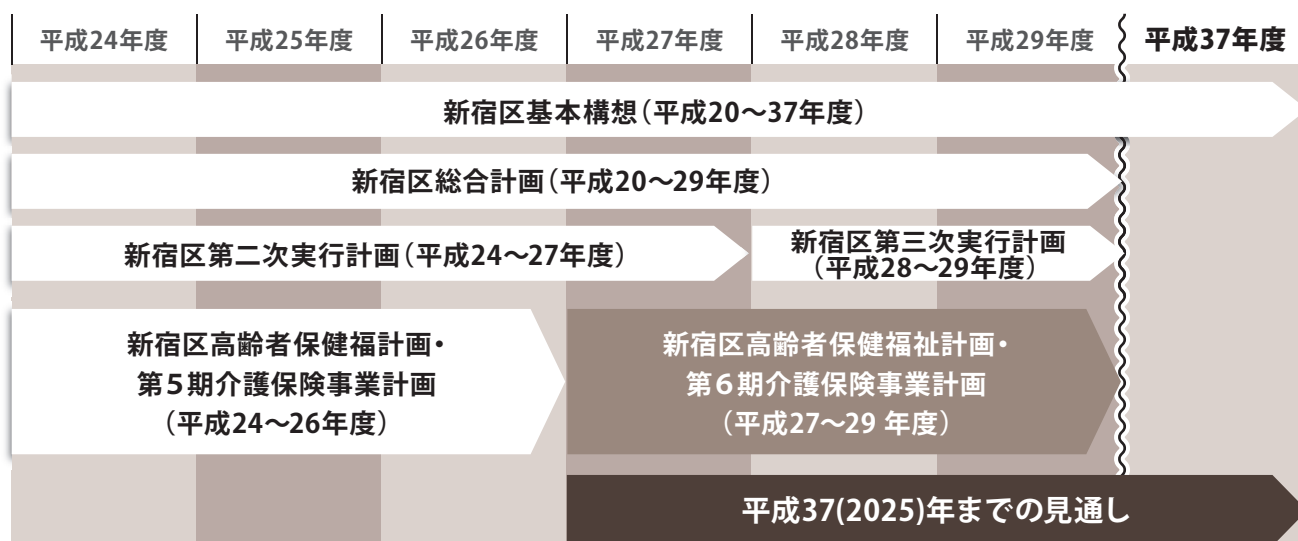 平成24年度 平成25年度 平成26年度 平成27年度 平成28年度 平成29年度 平成37年度
新宿区基本構想（平成20〜37年度）
新宿区総合計画（平成20〜29年度）
新宿区第二次実行計画（平成24〜27年度）
新宿区第三次実行計画
（平成28〜29年度）
新宿区高齢者保健福計画・
第5期介護保険事業計画
（平成24〜26年度）
新宿区高齢者保健福祉計画・
第6期介護保険事業計画
（平成27〜29 年度）
平成37(2025)年までの見通し